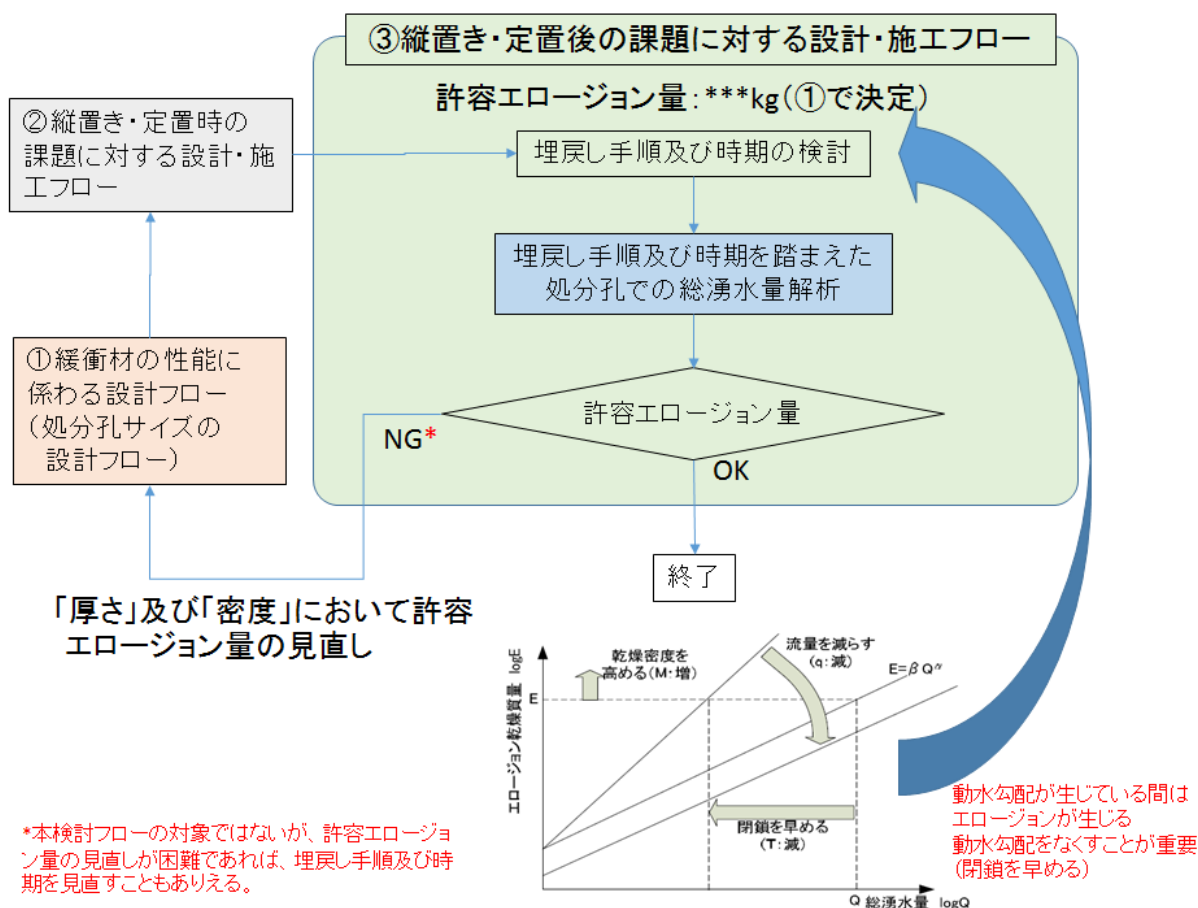 ③縦置き・定置後の課題に対する設計・施工フロー
許容エロージョン量:***kg(①で決定)
②縦置き・定置時の
課題に対する設計・施
工フロー
埋戻し手順及び時期の検討
埋戻し手順及び時期を踏まえた
処分孔での総湧水量解析
①緩衝材の性能に
係わる設計フロー
(処分孔サイズの
設計フロー)
許容エロージョン量
NG*
OK
終了
「厚さ」及び「密度」において許容
エロージョン量の見直し
エロージョン乾燥質量 logE
乾燥密度を
高める(M:増)
流量を減らす
(q:減)
E=βQⁿ
E
閉鎖を早める
(T:減)
Q 総湧水量 logQ
動水勾配が生じている間は
エロージョンが生じる
動水勾配をなくすことが重要
(閉鎖を早める)
*本検討フローの対象ではないが、許容エロージョ
ン量の見直しが困難であれば、埋戻し手順及び時
期を見直すこともありえる。